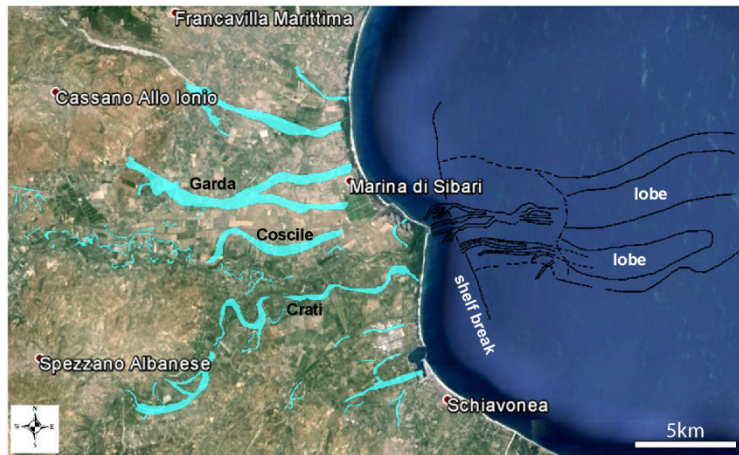 Francavilla Marittima
Cassano Allo Ionio
Garda
Marina di Sibari
lobe
Coscile
lobe
Crati
shelf break
Spezzano Albanese
Schiavonea
N
W E
S
5km